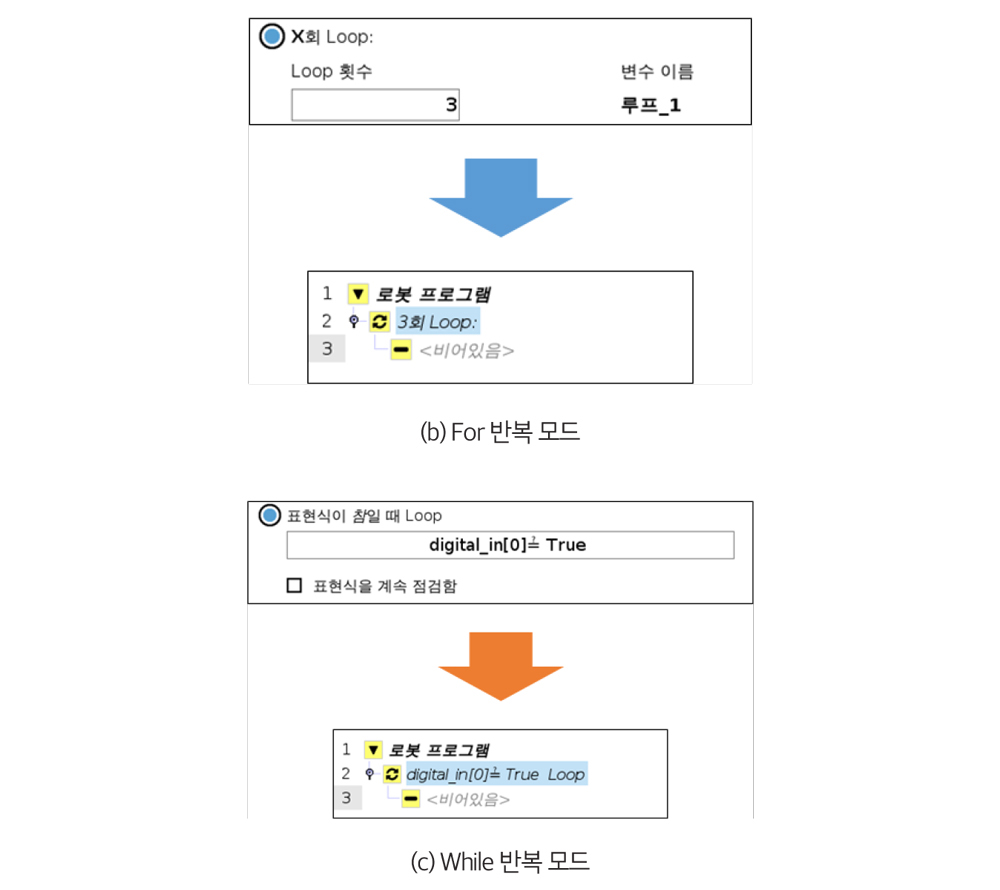 X회 Loop:
Loop 횟수 변수 이름
3 루프_1
1 로봇 프로그램
2 3회 Loop:
3 <비어있음>
(b) For 반복 모드
표현식이 참일 때 Loop
digital_in[0]≟ True
표현식을 계속 점검함
1 로봇 프로그램
2 digital_in[0]≟ True Loop
3 <비어있음>
(c) While 반복 모드